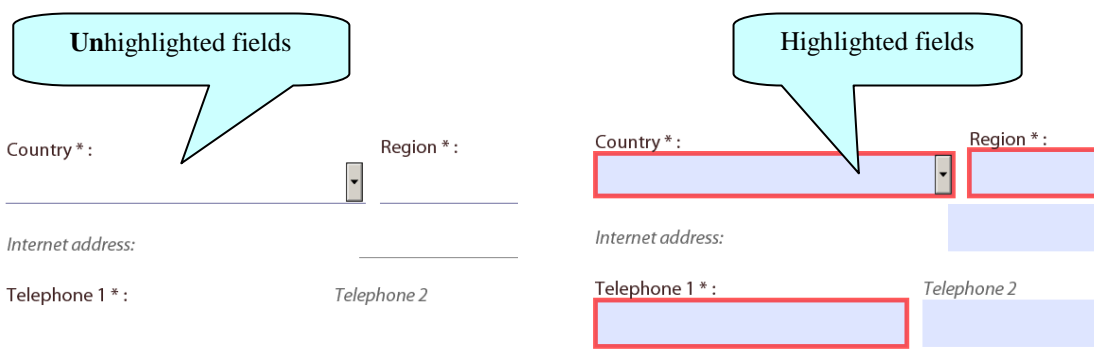 Unhighlighted fields
Highlighted fields
Country * :
Region * :
Internet address:
Telephone 1 * :
Telephone 2
Country * :
Region * :
Internet address:
Telephone 1 * :
Telephone 2